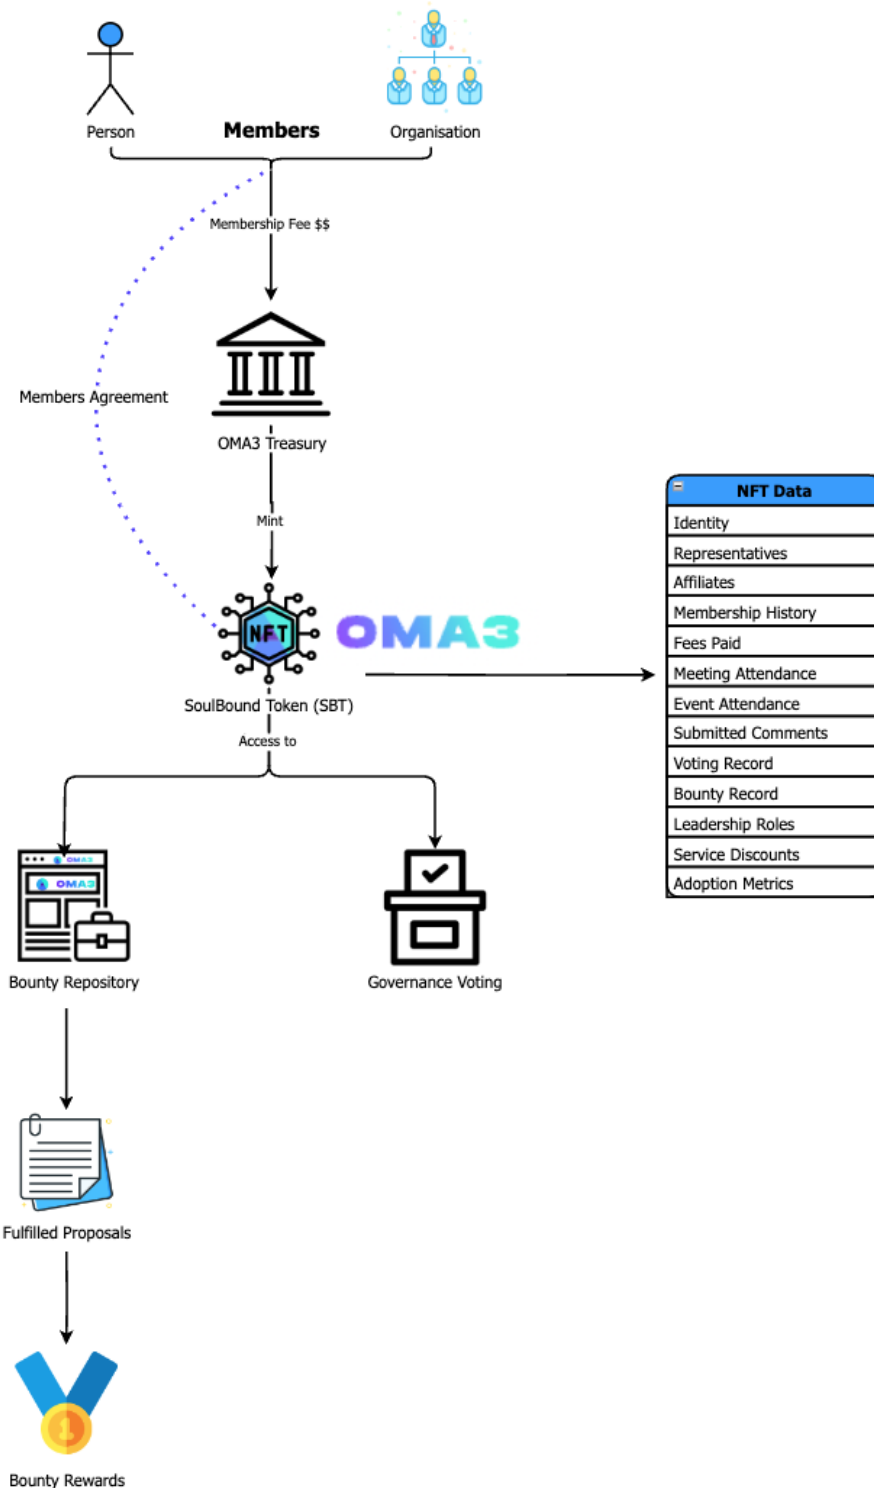 Person
Members
Organisation
Membership Fee $$
Members Agreement
OMA3 Treasury
Mint
NFT
OMA3
SoulBound Token (SBT)
Access to
NFT Data
Identity
Representatives
Affiliates
Membership History
Fees Paid
Meeting Attendance
Event Attendance
Submitted Comments
Voting Record
Bounty Record
Leadership Roles
Service Discounts
Adoption Metrics
OMA3
OMA3
Bounty Repository
Governance Voting
Fulfilled Proposals
1
Bounty Rewards